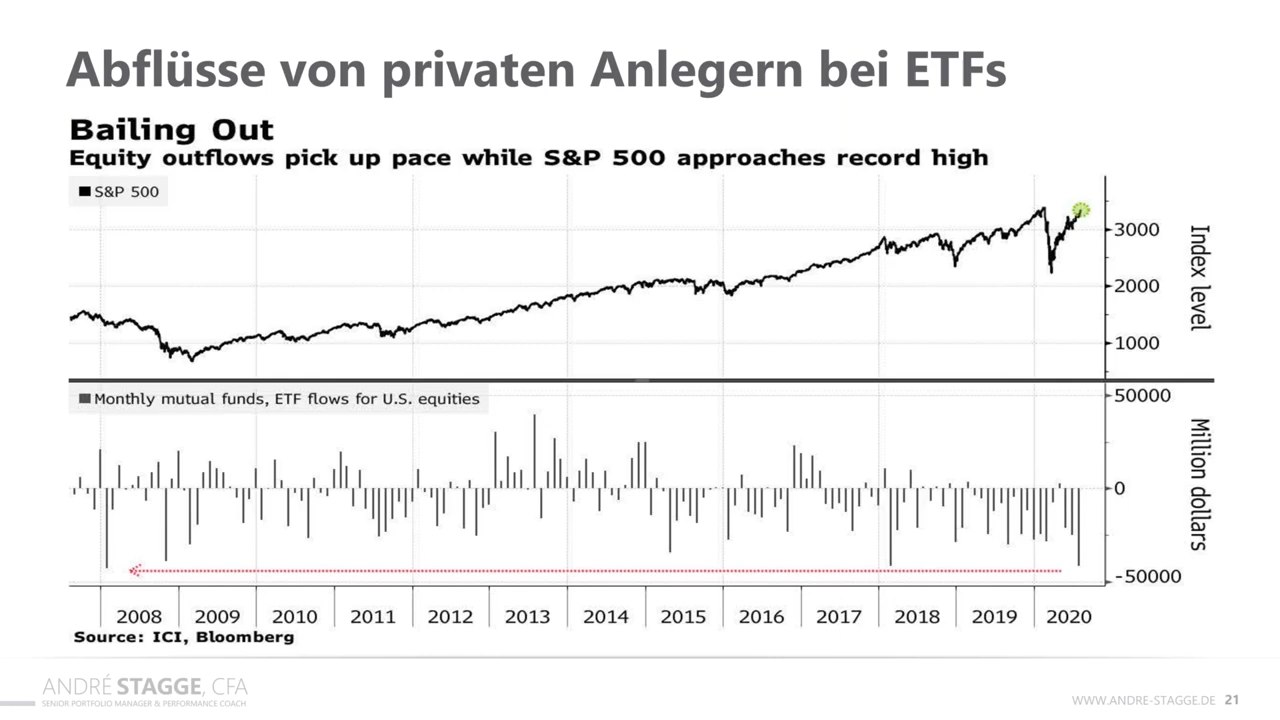 Abflüsse von privaten Anlegern bei ETFs
Bailing Out
Equity outflows pick up pace while S&P 500 approaches record high
S&P 500
3000
2000
1000
Index level
Monthly mutual funds, ETF flows for U.S. equities
50000
0
-50000
Million dollars
2008 2009 2010 2011 2012 2013 2014 2015 2016 2017 2018 2019 2020
Source: ICI, Bloomberg
ANDRÉ STAGGE, CFA
SENIOR PORTFOLIO MANAGER & PERFORMANCE COACH
WWW.ANDRE-STAGGE.DE 21